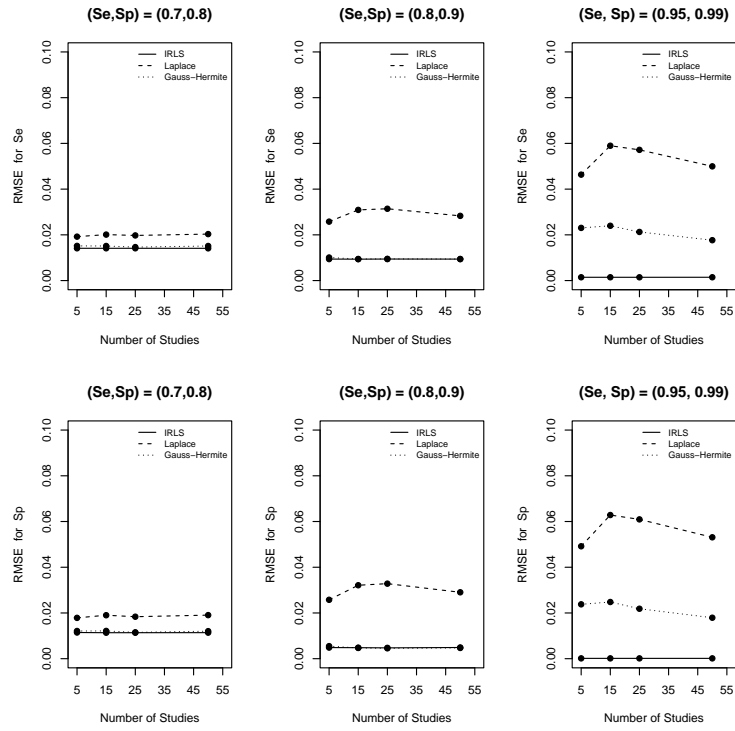 (Se,Sp) = (0.7,0.8)
RMSE for Se
0.00 0.02 0.04 0.06 0.08 0.10
IRLS
Laplace
Gauss−Hermite
5 15 25 35 45 55
Number of Studies
(Se,Sp) = (0.8,0.9)
RMSE for Se
0.00 0.02 0.04 0.06 0.08 0.10
IRLS
Laplace
Gauss−Hermite
5 15 25 35 45 55
Number of Studies
(Se, Sp) = (0.95, 0.99)
RMSE for Se
0.00 0.02 0.04 0.06 0.08 0.10
IRLS
Laplace
Gauss−Hermite
5 15 25 35 45 55
Number of Studies
(Se,Sp) = (0.7,0.8)
RMSE for Sp
0.00 0.02 0.04 0.06 0.08 0.10
IRLS
Laplace
Gauss−Hermite
5 15 25 35 45 55
Number of Studies
(Se,Sp) = (0.8,0.9)
RMSE for Sp
0.00 0.02 0.04 0.06 0.08 0.10
IRLS
Laplace
Gauss−Hermite
5 15 25 35 45 55
Number of Studies
(Se, Sp) = (0.95, 0.99)
RMSE for Sp
0.00 0.02 0.04 0.06 0.08 0.10
IRLS
Laplace
Gauss−Hermite
5 15 25 35 45 55
Number of Studies